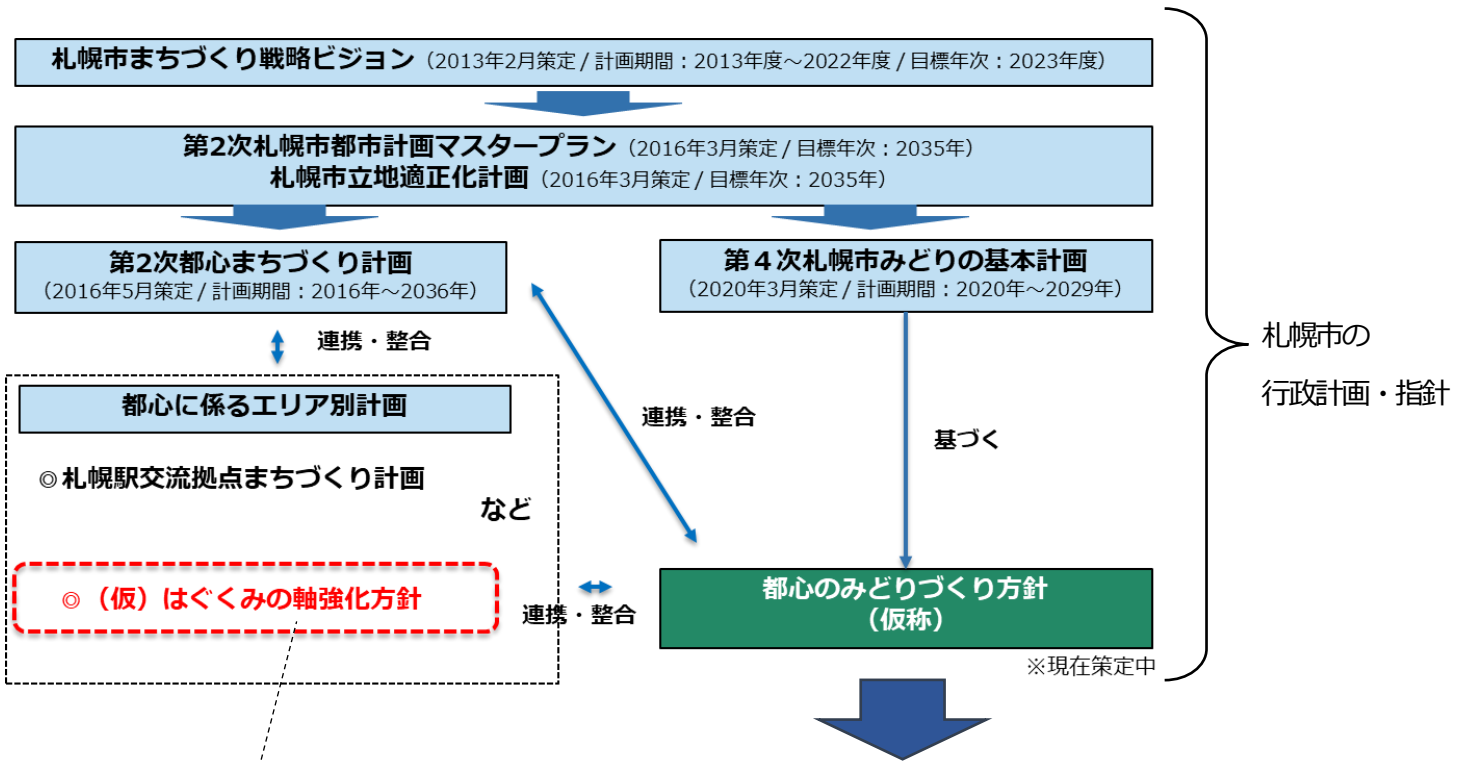 札幌市まちづくり戦略ビジョン（2013年2月策定 / 計画期間：2013年度～2022年度 / 目標年次：2023年度）
第2次札幌市都市計画マスタープラン（2016年3月策定 / 目標年次：2035年）
札幌市立地適正化計画（2016年3月策定 / 目標年次：2035年）
第2次都心まちづくり計画
（2016年5月策定 / 計画期間：2016年～2036年）
第４次札幌市みどりの基本計画
（2020年3月策定 / 計画期間：2020年～2029年）
連携・整合
都心に係るエリア別計画
◎札幌駅交流拠点まちづくり計画
など
◎（仮）はぐくみの軸強化方針
連携・整合
連携・整合
基づく
都心のみどりづくり方針
（仮称）
※現在策定中
札幌市の
行政計画・指針